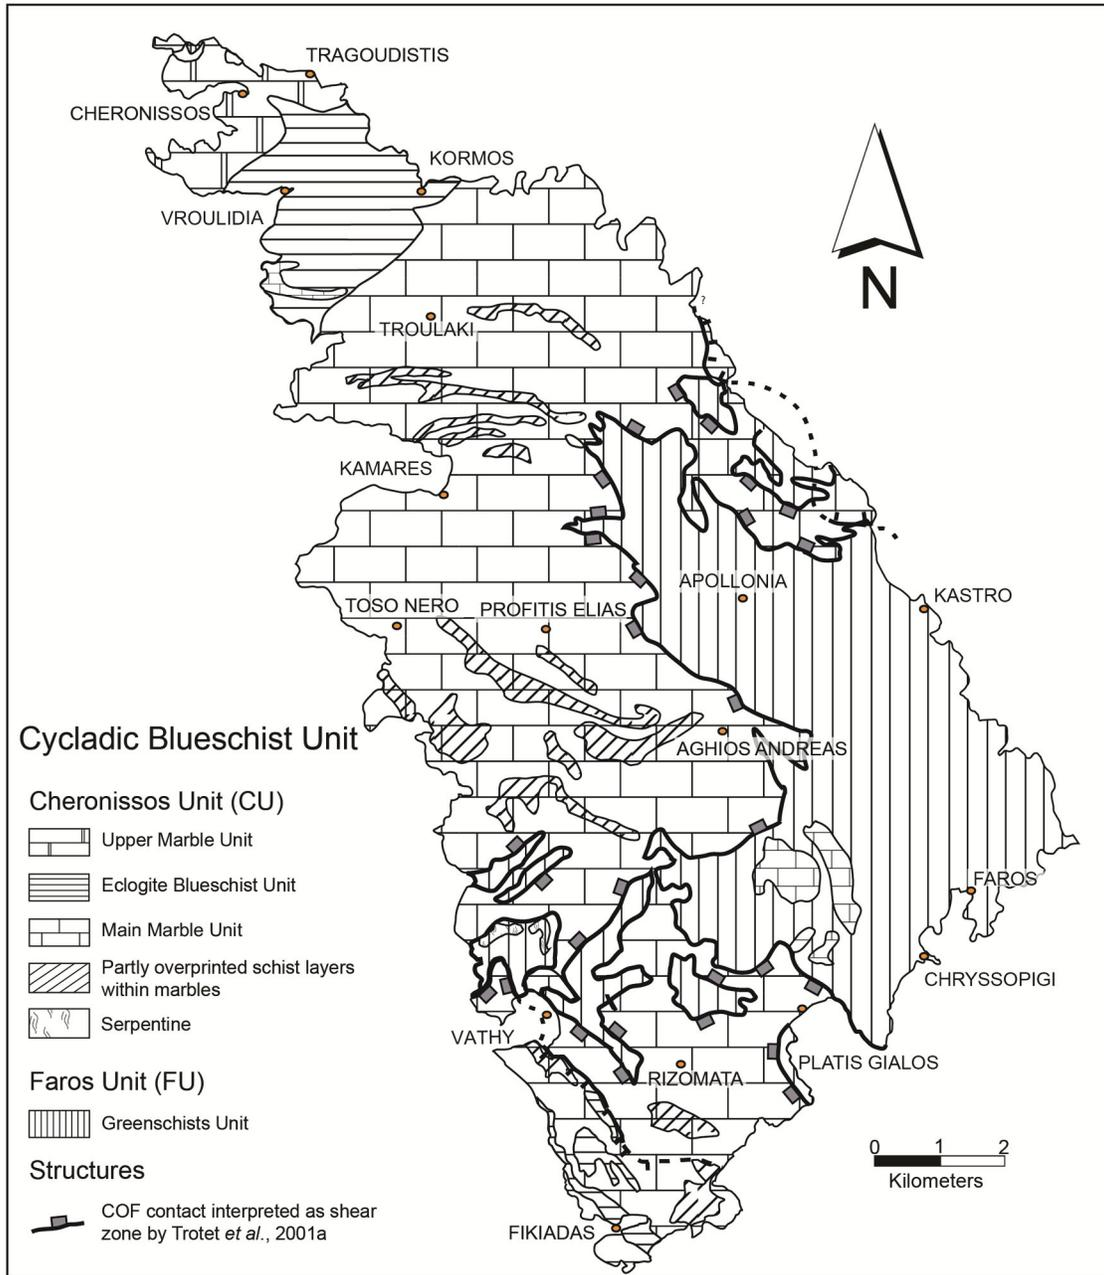 TRAGOUDISTIS
CHERONISSOS
KORMOS
VROULIDIA
N
?
TROULAKI
KAMARES
APOLLONIA
KASTRO
TOSO NERO
PROFITIS ELIAS
AGHIOS ANDREAS
FAROS
CHRYSSOPIGI
VATHY
PLATIS GIALOS
RIZOMATA
FIKIADAS
Cycladic Blueschist Unit
Cheronissos Unit (CU)
Upper Marble Unit
Eclogite Blueschist Unit
Main Marble Unit
Partly overprinted schist layers
within marbles
Serpentine
Faros Unit (FU)
Greenschists Unit
Structures
COF contact interpreted as shear
zone by Trotet et al., 2001a
0 1 2
Kilometers